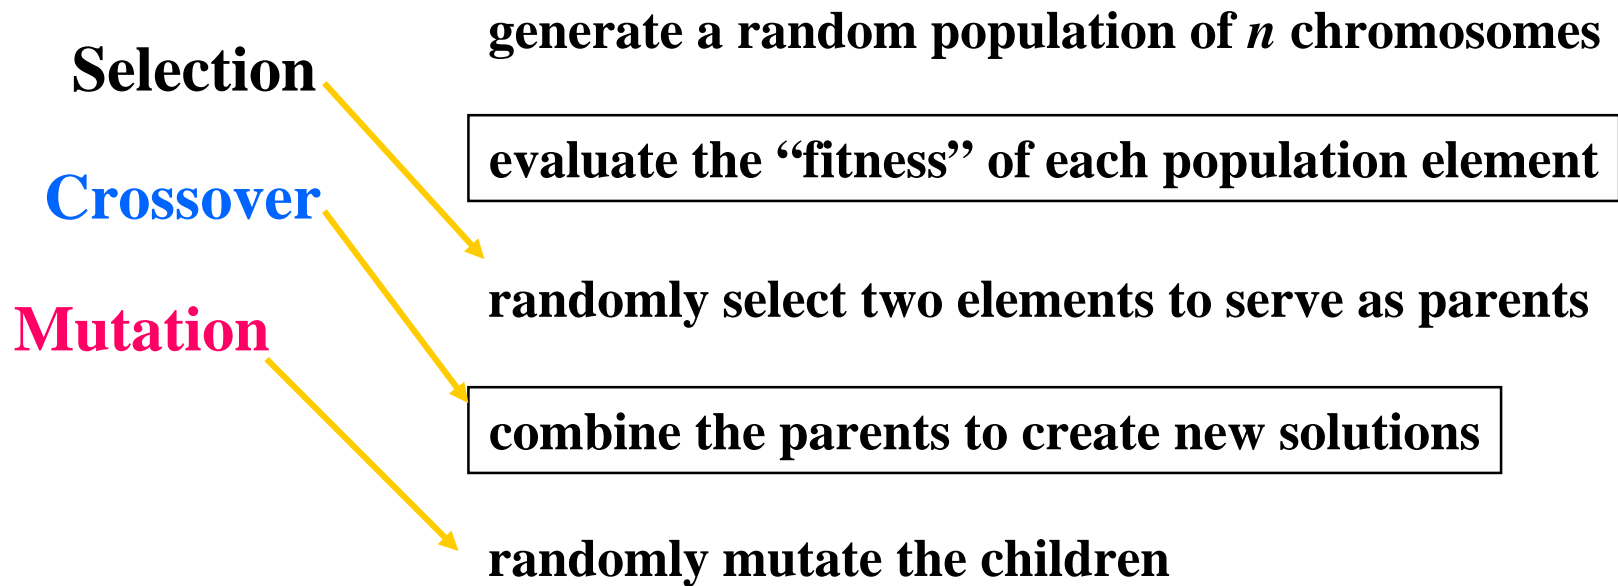 generate a random population of n chromosomes
Selection
evaluate the “fitness” of each population element
Crossover
randomly select two elements to serve as parents
Mutation
combine the parents to create new solutions
randomly mutate the children